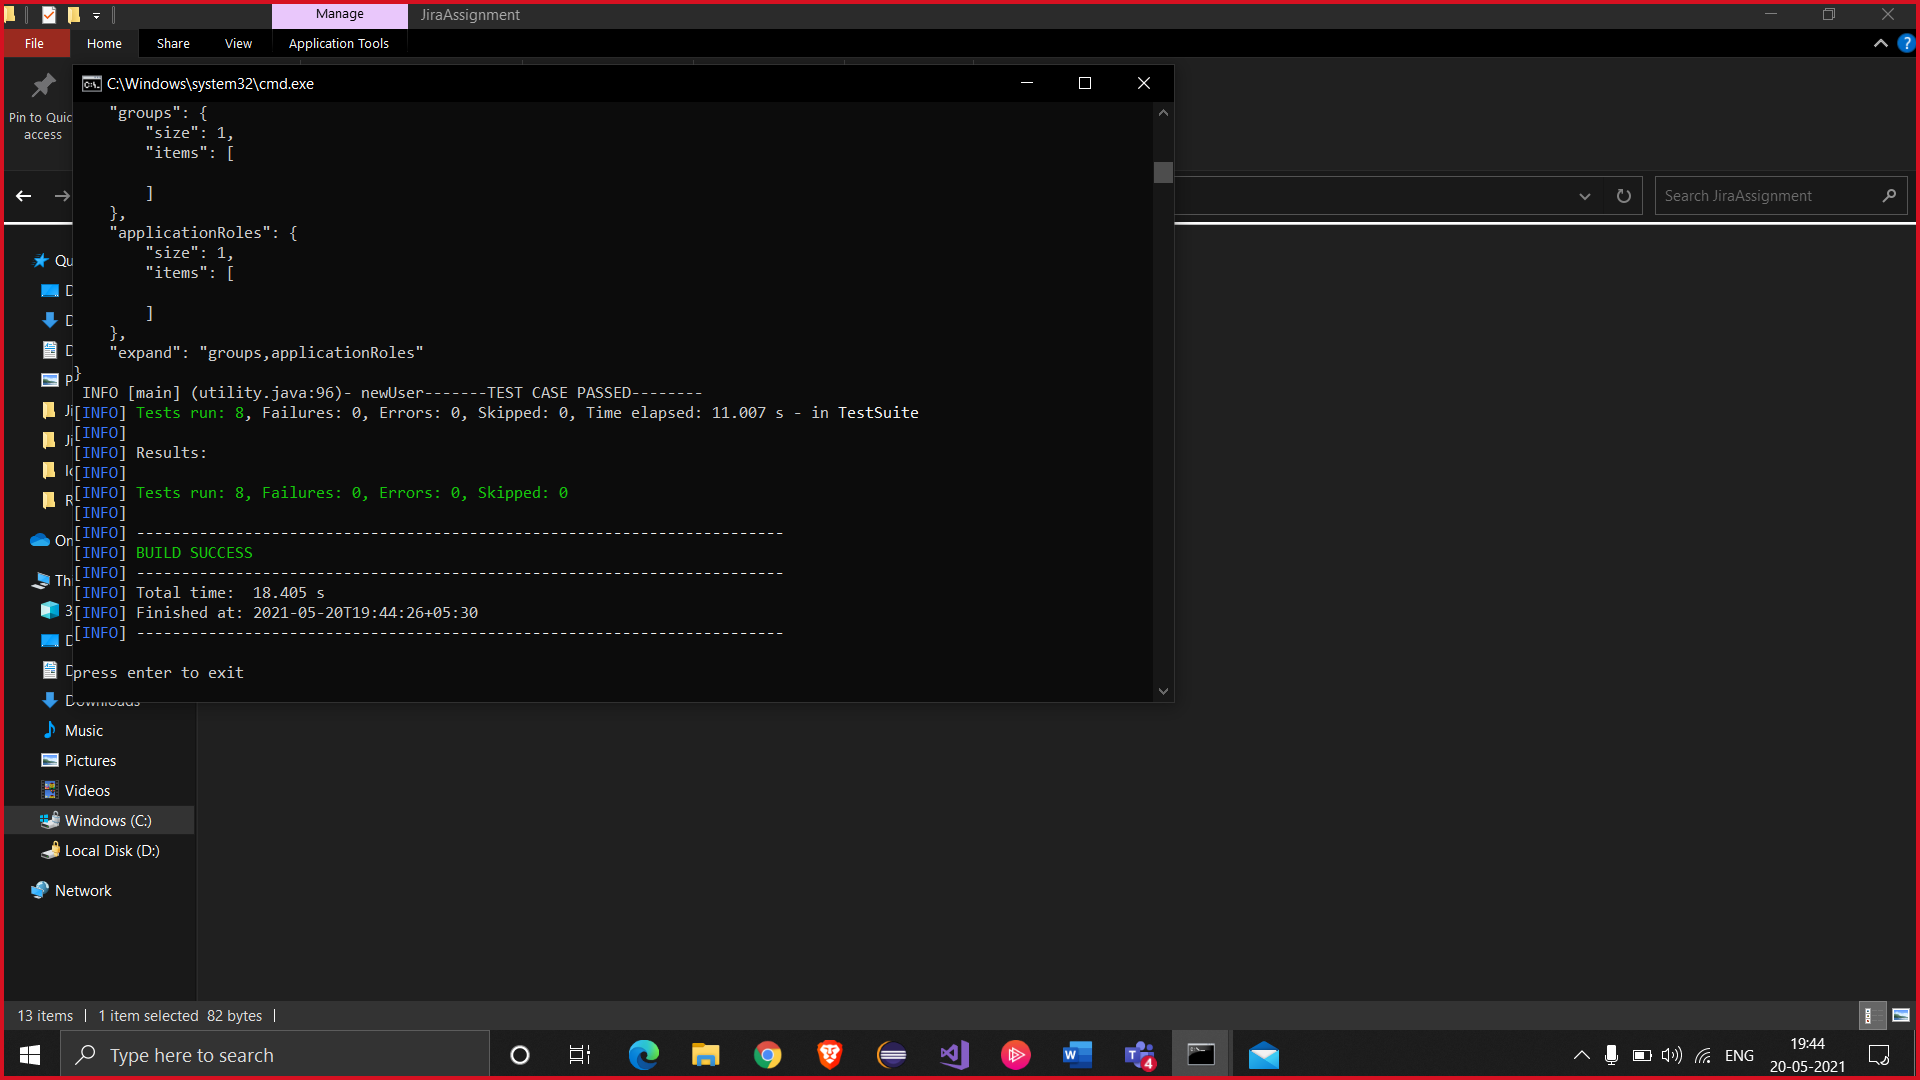 Manage
JiraAssignment
File
Home
Share
View
Application Tools
?
Pin to Quic
access
C:\Windows\system32\cmd.exe
"groups": {
"size": 1,
"items": [
]
},
"applicationRoles": {
"size": 1,
"items": [
]
},
"expand": "groups,applicationRoles"
}
INFO [main] (utility.java:96)- newUser-------TEST CASE PASSED--------
[INFO] Tests run: 8, Failures: 0, Errors: 0, Skipped: 0, Time elapsed: 11.007 s - in TestSuite
[INFO]
[INFO] Results:
[INFO]
[INFO] Tests run: 8, Failures: 0, Errors: 0, Skipped: 0
[INFO]
[INFO] ------------------------------------------------------------------------
[INFO] BUILD SUCCESS
[INFO] ------------------------------------------------------------------------
[INFO] Total time:  18.405 s
[INFO] Finished at: 2021-05-20T19:44:26+05:30
[INFO] ------------------------------------------------------------------------
press enter to exit
Search JiraAssignment
Qu
D
D
D
P
Ji
Ji
R
On
Thi
3
D
D
Downloads
Music
Pictures
Videos
Windows (C:)
Local Disk (D:)
Network
13 items
1 item selected 82 bytes
Type here to search
4
ENG
19:44
20-05-2021